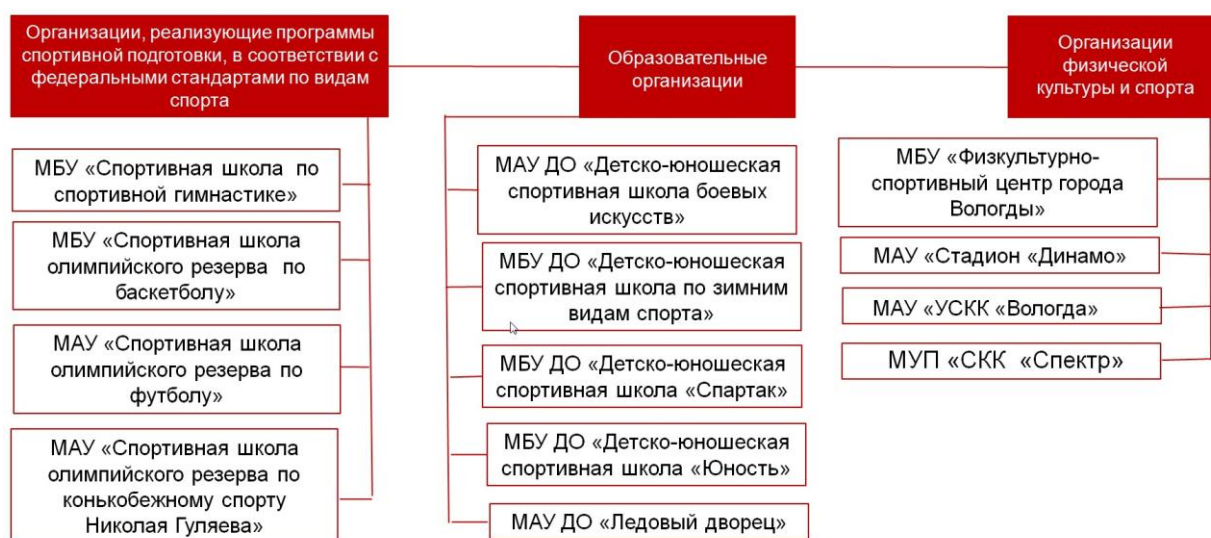 Организации, реализующие программы
спортивной подготовки, в соответствии с
федеральными стандартами по видам
спорта
МБУ «Спортивная школа по
спортивной гимнастике»
МБУ «Спортивная школа
олимпийского резерва по
баскетболу»
МАУ «Спортивная школа
олимпийского резерва по
футболу»
МАУ «Спортивная школа
олимпийского резерва по
конькобежному спорту
Николая Гуляева»
Образовательные
организации
МАУ ДО «Детско-юношеская
спортивная школа боевых
искусств»
МБУ ДО «Детско-юношеская
спортивная школа по зимним
видам спорта»
МБУ ДО «Детско-юношеская
спортивная школа «Спартак»
МБУ ДО «Детско-юношеская
спортивная школа «Юность»
МАУ ДО «Ледовый дворец»
Организации
физической
культуры и спорта
МБУ «Физкультурно-
спортивный центр города
Вологды»
МАУ «Стадион «Динамо»
МАУ «УСКК «Вологда»
МУП «СКК «Спектр»